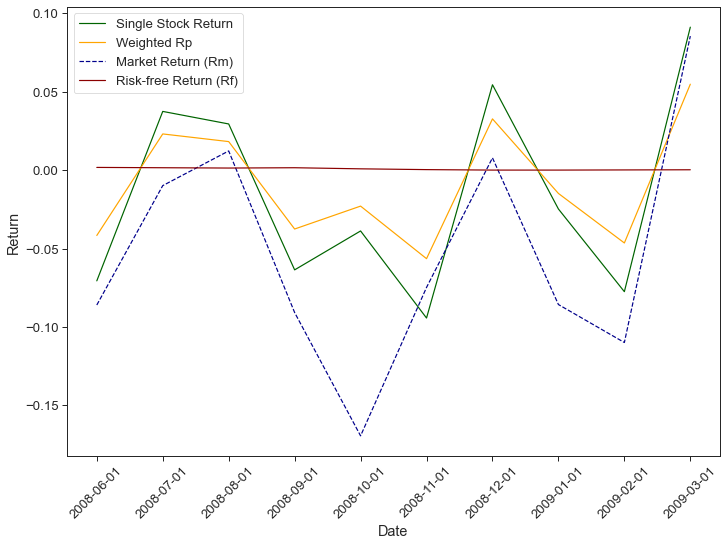 Single Stock Return
Weighted Rp
Market Return (Rm)
Risk-free Return (Rf)
0.10
0.05
0.00
−0.05
−0.10
−0.15
Return
2008-06-01
2008-07-01
2008-08-01
2008-09-01
2008-10-01
2008-11-01
2008-12-01
2009-01-01
2009-02-01
2009-03-01
Date